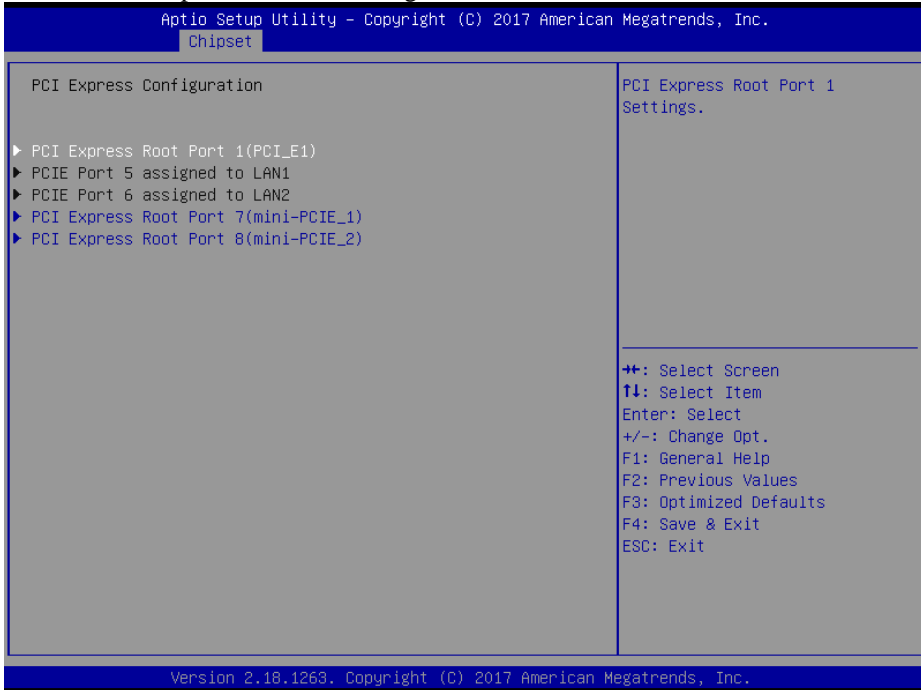 Aptio Setup Utility – Copyright (C) 2017 American Megatrends, Inc.
Chipset
PCI Express Configuration
PCI Express Root Port 1
Settings.
▶ PCI Express Root Port 1(PCI_E1)
▶ PCIE Port 5 assigned to LAN1
▶ PCIE Port 6 assigned to LAN2
▶ PCI Express Root Port 7(mini-PCIE_1)
▶ PCI Express Root Port 8(mini-PCIE_2)
→←: Select Screen
↑↓: Select Item
Enter: Select
+/-: Change Opt.
F1: General Help
F2: Previous Values
F3: Optimized Defaults
F4: Save & Exit
ESC: Exit
Version 2.18.1263. Copyright (C) 2017 American Megatrends, Inc.